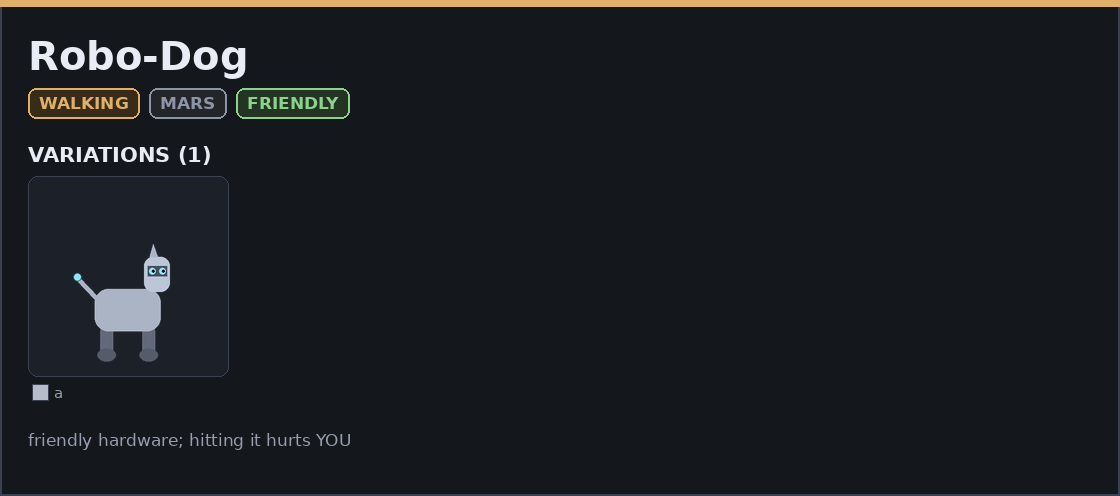 Robo-Dog
WALKING MARS FRIENDLY
VARIATIONS (1)
a
friendly hardware; hitting it hurts YOU